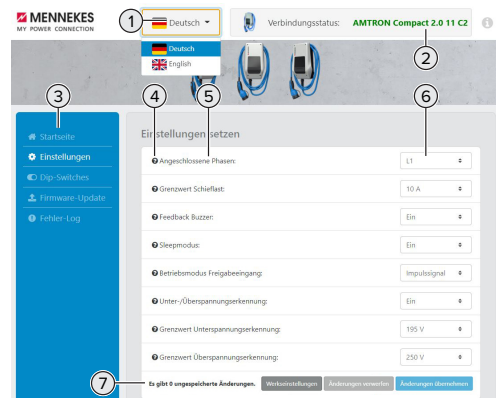 MENNEKES
MY POWER CONNECTION
1
Deutsch
Deutsch
English
Verbindungsstatus: AMTRON Compact 2.0 11 C2
2
3
4
5
6
Startseite
Einstellungen
Dip-Switches
Firmware-Update
Fehler-Log
Einstellungen setzen
Angeschlossene Phasen: L1
Grenzwert Schieflast: 10 A
Feedback Buzzer: Ein
Sleepmodus: Ein
Betriebsmodus Freigabeeingang: Impulssignal
Unter-/Überspannungserkennung: Ein
Grenzwert Unterspannungserkennung: 195 V
Grenzwert Überspannungserkennung: 250 V
7
Es gibt 0 ungespeicherte Änderungen. Werkseinstellungen Änderungen verwerfen Änderungen übernehmen